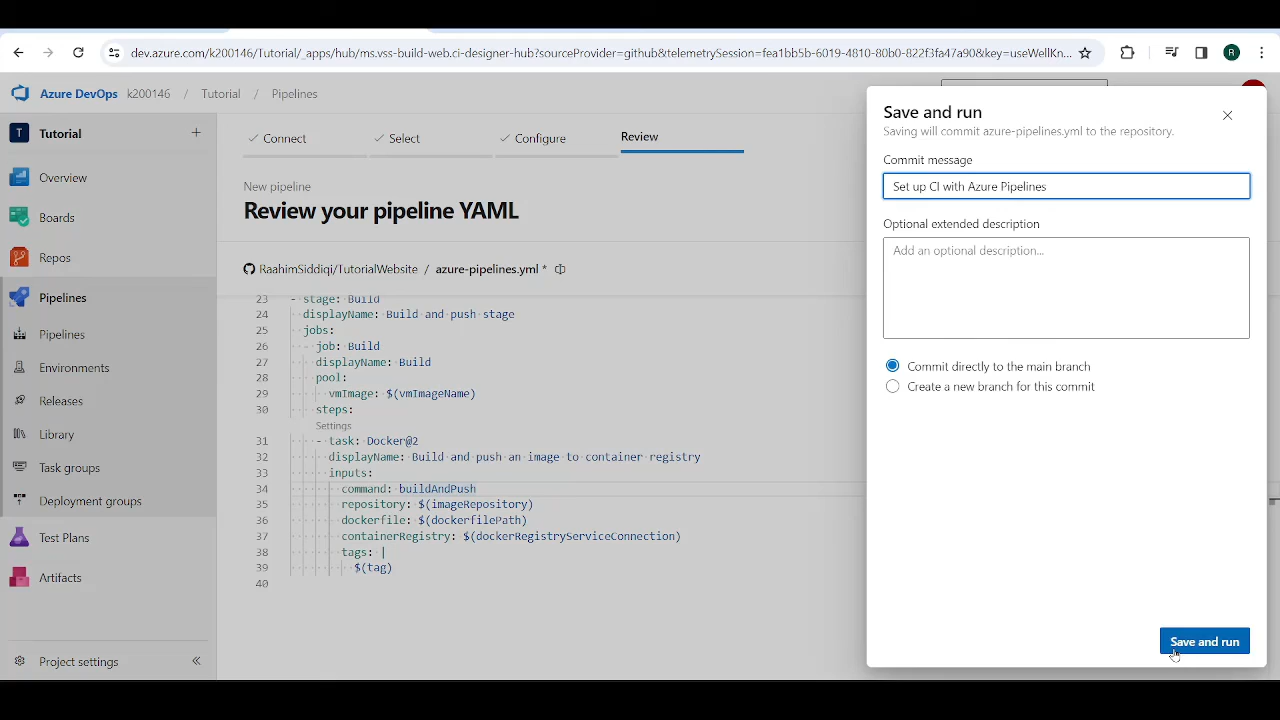 dev.azure.com/k200146/Tutorial/_apps/hub/ms.vss-build-web.ci-designer-hub?sourceProvider=github&telemetrySession=fea1bb5b-6019-4810-80b0-822f3fa47a90&key=useWellKn...
R
Azure DevOps k200146 / Tutorial / Pipelines
T Tutorial +
Overview
Boards
Repos
Pipelines
Pipelines
Environments
Releases
Library
Task groups
Deployment groups
Test Plans
Artifacts
Project settings
Connect
Select
Configure
Review
New pipeline
Review your pipeline YAML
RaahimSiddiqi/TutorialWebsite / azure-pipelines.yml *
23 - stage: Build
24 displayName: Build and push stage
25 jobs:
26 - job: Build
27 displayName: Build
28 pool:
29 vmImage: $(vmImageName)
30 steps:
Settings
31 - task: Docker@2
32 displayName: Build and push an image to container registry
33 inputs:
34 command: buildAndPush
35 repository: $(imageRepository)
36 dockerfile: $(dockerfilePath)
37 containerRegistry: $(dockerRegistryServiceConnection)
38 tags: |
39 $(tag)
40
Save and run
Saving will commit azure-pipelines.yml to the repository.
Commit message
Set up CI with Azure Pipelines
Optional extended description
Add an optional description...
Commit directly to the main branch
Create a new branch for this commit
Save and run